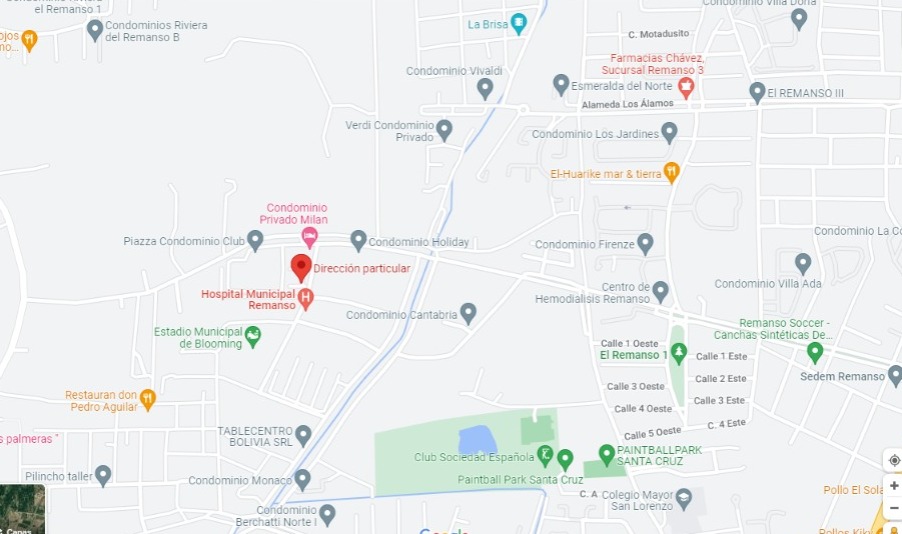 el Remanso 1
Condominios Riviera
del Remanso B
La Brisa
Condominio Villa Doria
C. Motadusito
Farmacias Chávez,
Sucursal Remanso 3
Condominio Vivaldi
Esmeralda del Norte
El REMANSO III
Alameda Los Álamos
Verdi Condominio
Privado
Condominio Los Jardines
El-Huarike mar & tierra
Condominio
Privado Milan
Piazza Condominio Club
Condominio Holiday
Condominio Firenze
Condominio La Co
Dirección particular
Hospital Municipal
Remanso
Centro de
Hemodialisis Remanso
Condominio Villa Ada
Condominio Cantabria
Estadio Municipal
de Blooming
Remanso Soccer -
Canchas Sintéticas De...
Calle 1 Oeste
El Remanso 1
Calle 1 Este
Calle 2 Este
Sedem Remanso
Calle 3 Oeste
Calle 3 Este
Restauran don
Pedro Aguilar
Calle 4 Oeste
C. 4 Este
Calle 5 Oeste
s palmeras
TABLECENTRO
BOLIVIA SRL
Club Sociedad Española
PAINTBALLPARK
SANTA CRUZ
Pilincho taller
Condominio Monaco
Paintball Park Santa Cruz
C. A
Colegio Mayor
San Lorenzo
Pollo El Sola
Condominio
Berchatti Norte I
Google
Pollos Kiky